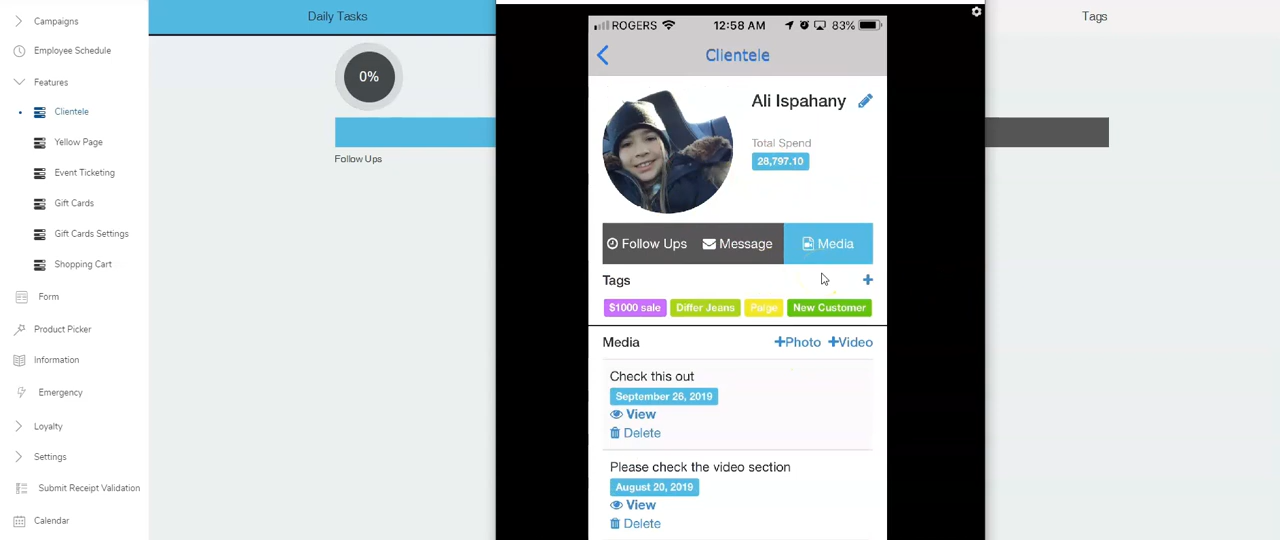 Campaigns
Employee Schedule
Features
Clientele
Yellow Page
Event Ticketing
Gift Cards
Gift Cards Settings
Shopping Cart
Form
Product Picker
Information
Emergency
Loyalty
Settings
Submit Receipt Validation
Calendar
Daily Tasks
0%
Follow Ups
ROGERS 12:58 AM 83%
Clientele
Ali Ispahany
Total Spend
28,797.10
Follow Ups Message Media
Tags
$1000 sale Differ Jeans Paige New Customer
Media +Photo +Video
Check this out
September 26, 2019
View
Delete
Please check the video section
August 20, 2019
View
Delete
Tags